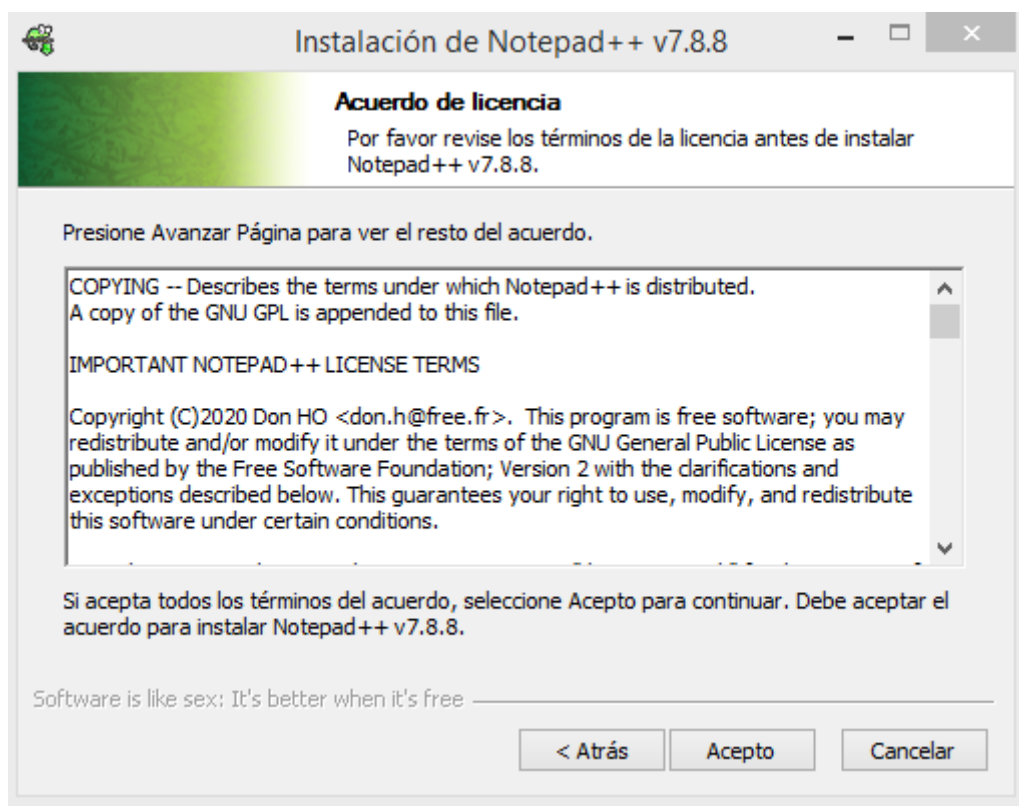 Instalación de Notepad++ v7.8.8
Acuerdo de licencia
Por favor revise los términos de la licencia antes de instalar
Notepad++ v7.8.8.
Presione Avanzar Página para ver el resto del acuerdo.
COPYING -- Describes the terms under which Notepad++ is distributed.
A copy of the GNU GPL is appended to this file.
IMPORTANT NOTEPAD++ LICENSE TERMS
Copyright (C)2020 Don HO <don.h@free.fr>.  This program is free software; you may
redistribute and/or modify it under the terms of the GNU General Public License as
published by the Free Software Foundation; Version 2 with the clarifications and
exceptions described below. This guarantees your right to use, modify, and redistribute
this software under certain conditions.
Si acepta todos los términos del acuerdo, seleccione Acepto para continuar. Debe aceptar el
acuerdo para instalar Notepad++ v7.8.8.
Software is like sex: It's better when it's free
< Atrás
Acepto
Cancelar